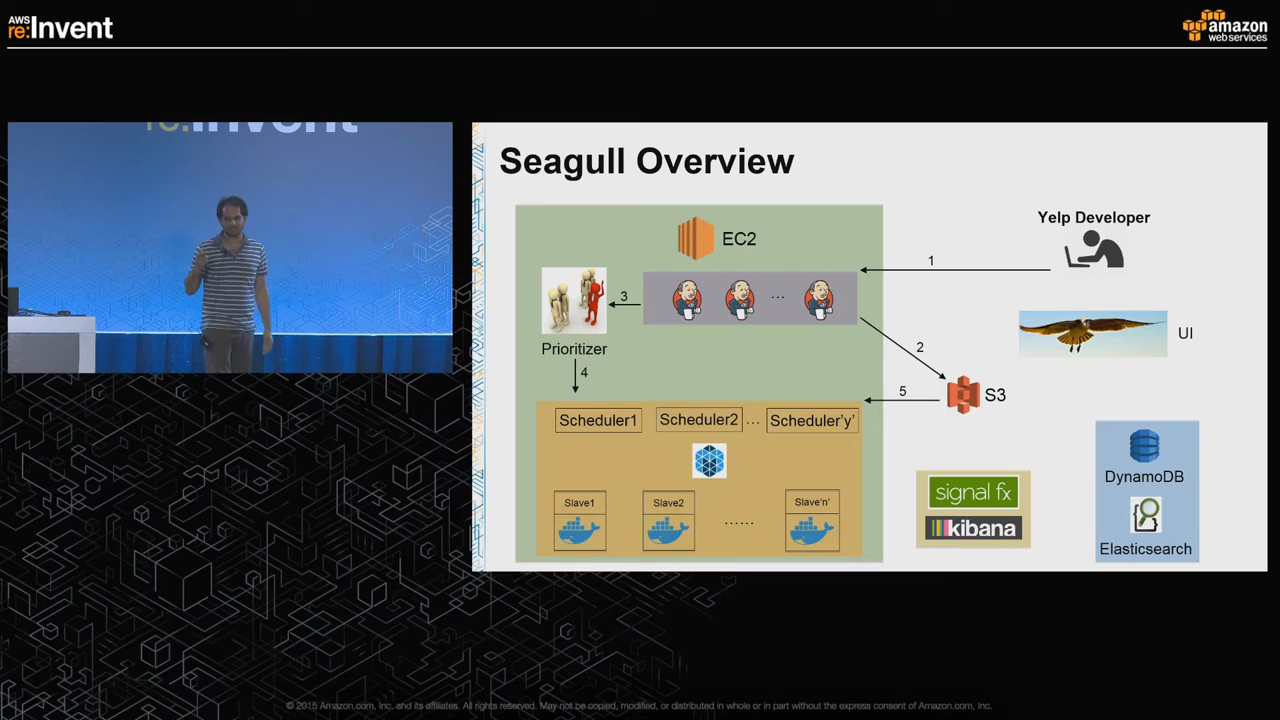 AWS
re:Invent
amazon
web services
re:Invent
Seagull Overview
EC2
Yelp Developer
1
3
Prioritizer
2
UI
4
5
S3
Scheduler1
Scheduler2
...
Scheduler'y'
Slave1
Slave2
......
Slave'n'
signal fx
kibana
DynamoDB
Elasticsearch
© 2015 Amazon.com, Inc. and its affiliates. All rights reserved. May not be copied, modified, or distributed in whole or in part without the express consent of Amazon.com, Inc.